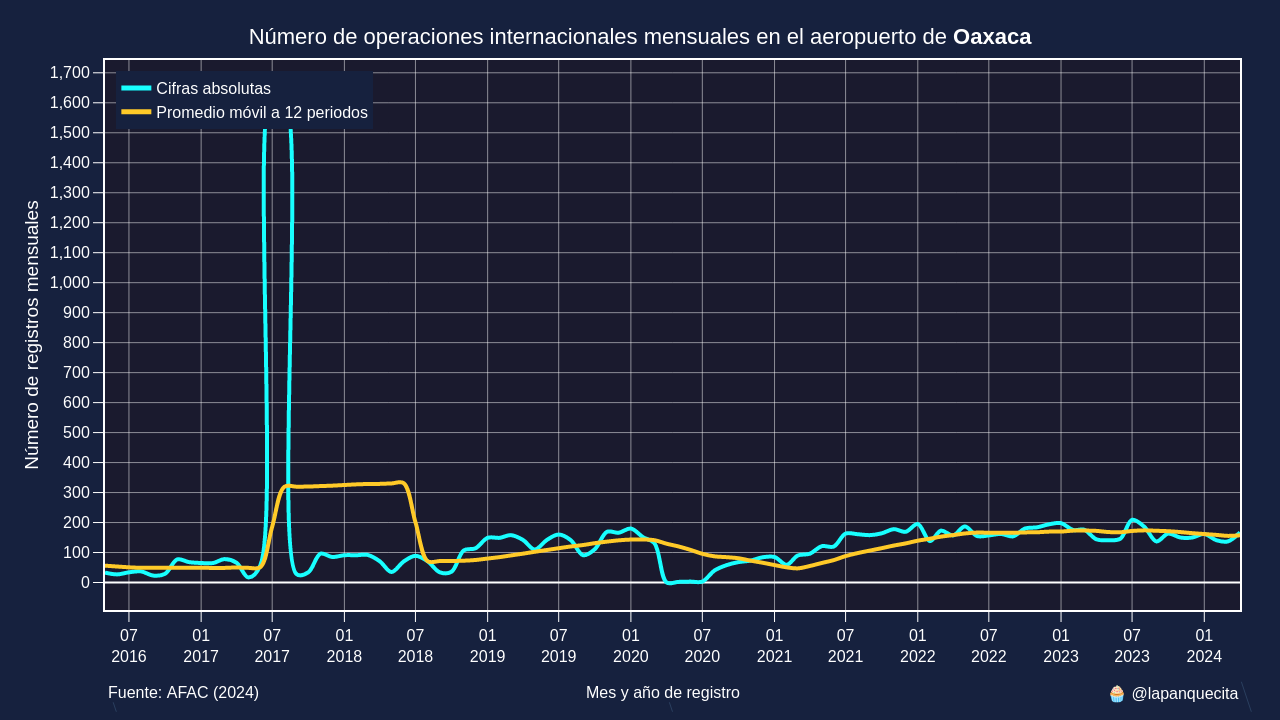 Número de operaciones internacionales mensuales en el aeropuerto de Oaxaca
Cifras absolutas
Promedio móvil a 12 periodos
Número de registros mensuales
1,700
1,600
1,500
1,400
1,300
1,200
1,100
1,000
900
800
700
600
500
400
300
200
100
0
07 01 07 01 07 01 07 01 07 01 07 01 07 01 07 01
2016 2017 2017 2018 2018 2019 2019 2020 2020 2021 2021 2022 2022 2023 2023 2024
Fuente: AFAC (2024) Mes y año de registro 🧁 @lapanquecita